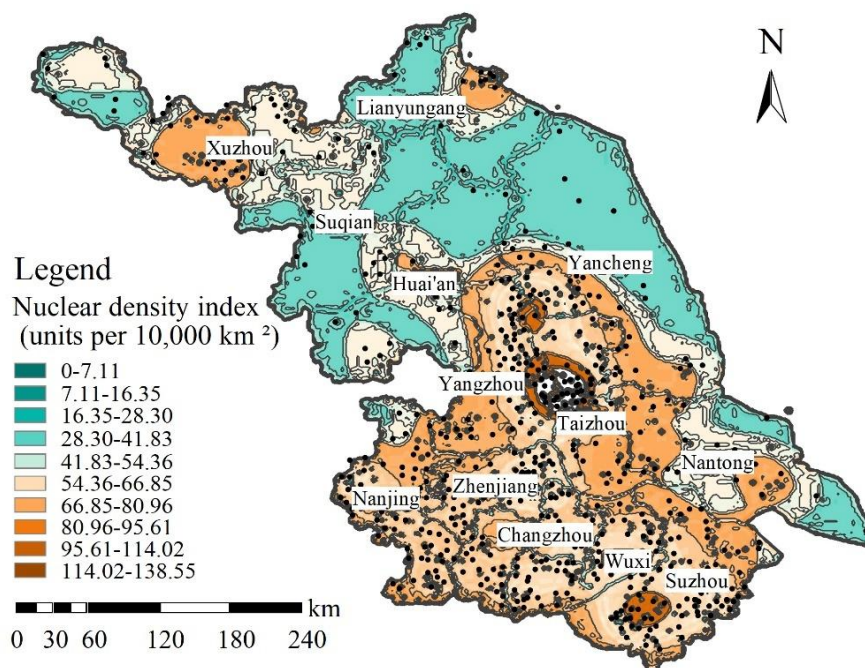 N
Lianyungang
Xuzhou
Suqian
Yancheng
Huai'an
Legend
Nuclear density index
(units per 10,000 km ²)
0-7.11
7.11-16.35
16.35-28.30
28.30-41.83
41.83-54.36
54.36-66.85
66.85-80.96
80.96-95.61
95.61-114.02
114.02-138.55
Yangzhou
Taizhou
Nantong
Zhenjiang
Nanjing
Changzhou
Wuxi
Suzhou
km
0 30 60 120 180 240